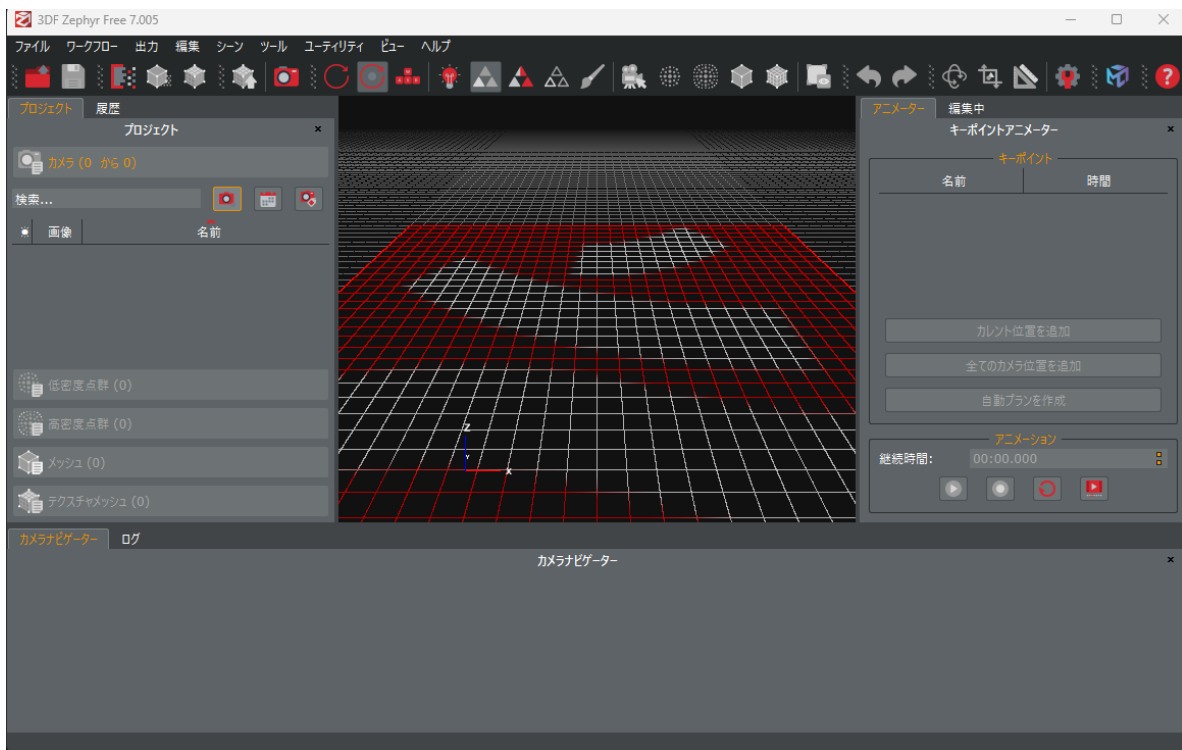 3DF Zephyr Free 7.005
ファイル ワークフロー 出力 編集 シーン ツール ユーティリティ ビュー ヘルプ
プロジェクト 履歴
プロジェクト
カメラ (0 から 0)
検索...
画像 名前
低密度点群 (0)
高密度点群 (0)
メッシュ (0)
テクスチャメッシュ (0)
Z
Y
X
アニメーター 編集中
キーポイントアニメーター
キーポイント
名前 時間
カレント位置を追加
全てのカメラ位置を追加
自動プランを作成
アニメーション
継続時間: 00:00.000
カメラナビゲーター ログ
カメラナビゲーター